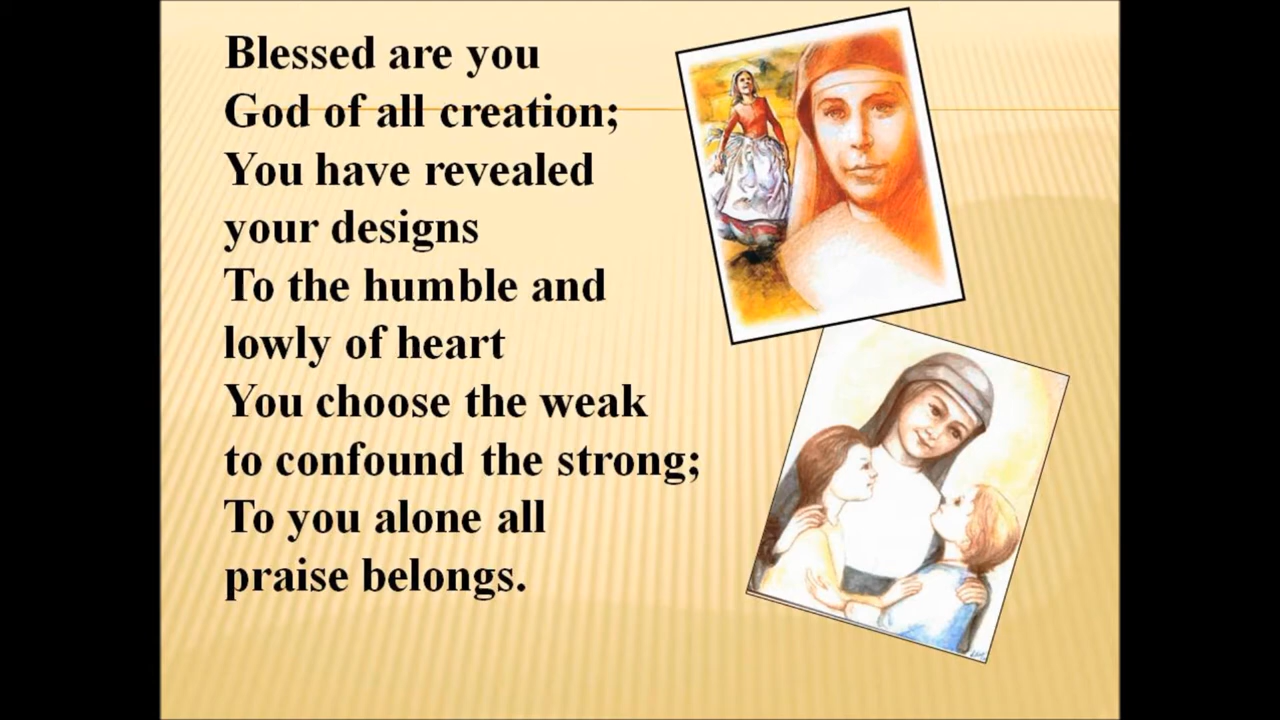 Blessed are you
God of all creation;
You have revealed
your designs
To the humble and
lowly of heart
You choose the weak
to confound the strong;
To you alone all
praise belongs.